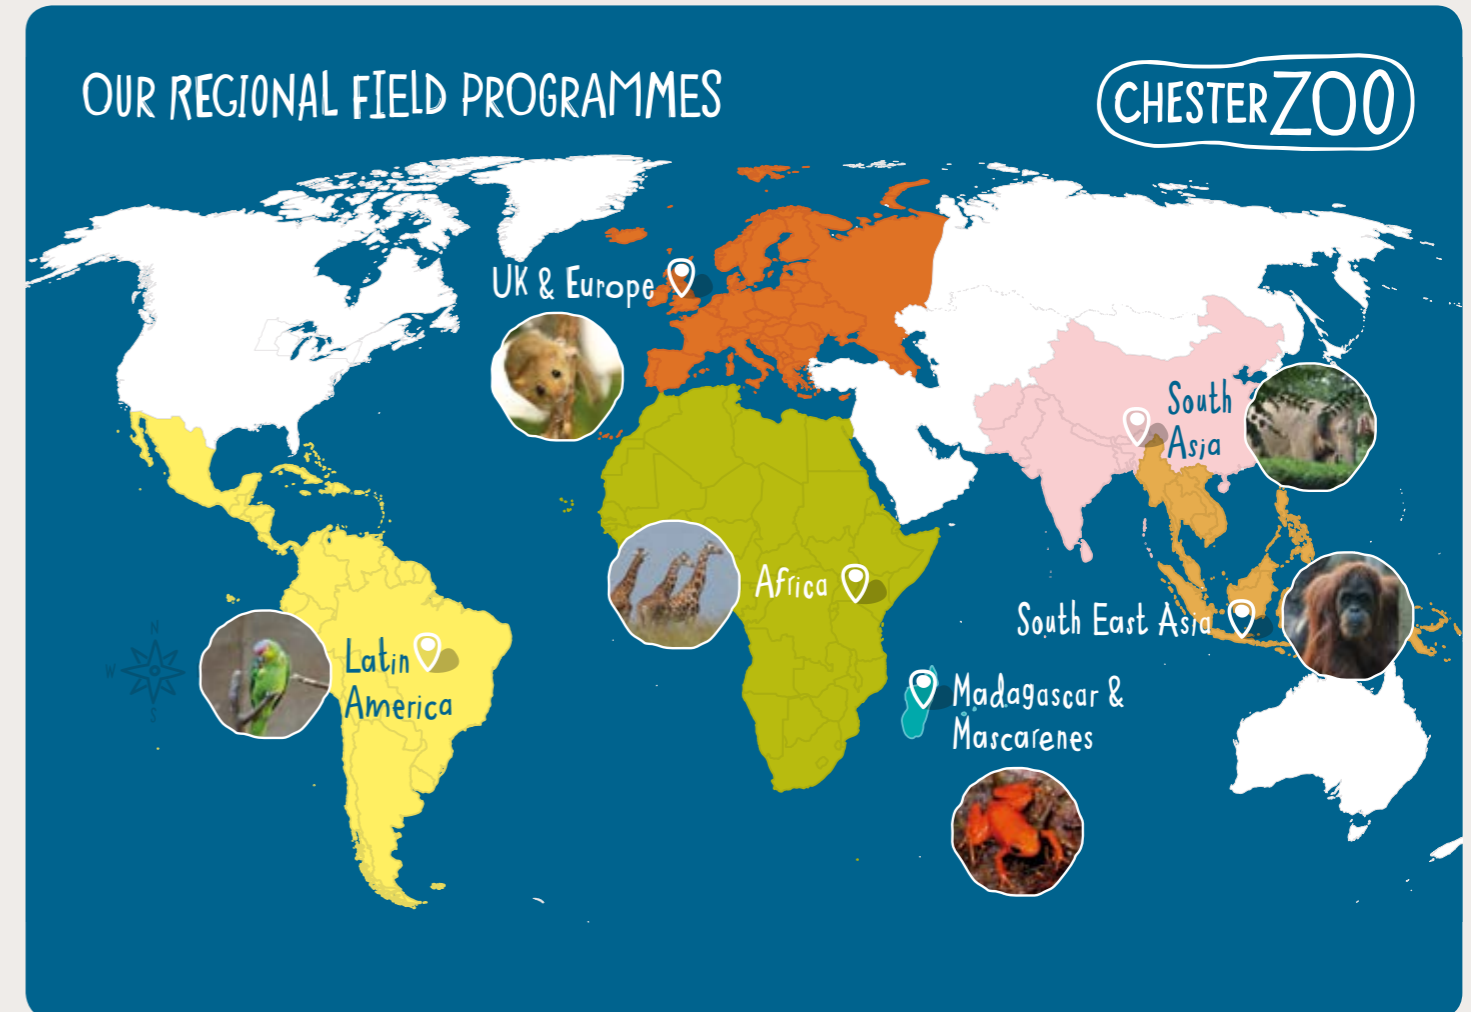 OUR REGIONAL FIELD PROGRAMMES
CHESTER ZOO
UK & Europe
South
Asia
Africa
South East Asia
N
W
S
Latin
America
Madagascar &
Mascarenes